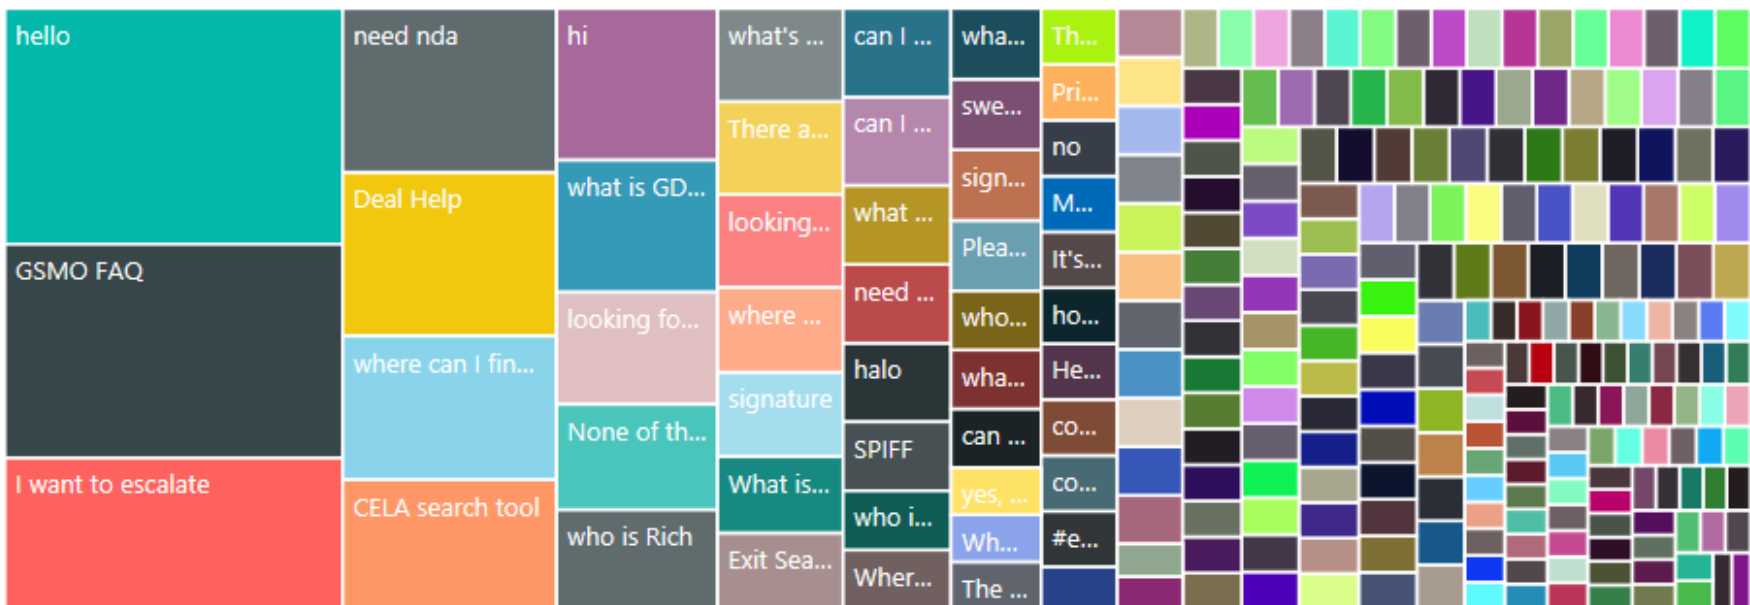 hello
GSMO FAQ
I want to escalate
need nda
Deal Help
where can I fin...
CELA search tool
hi
what is GD...
looking fo...
None of th...
who is Rich
what's ...
There a...
looking...
where ...
signature
What is...
Exit Sea...
can I ...
can I ...
what ...
need ...
halo
SPIFF
who i...
Wher...
wha...
swe...
sign...
Plea...
who...
wha...
can ...
yes, ...
Wh...
The ...
Th...
Pri...
no
M...
It's...
ho...
He...
co...
co...
#e...